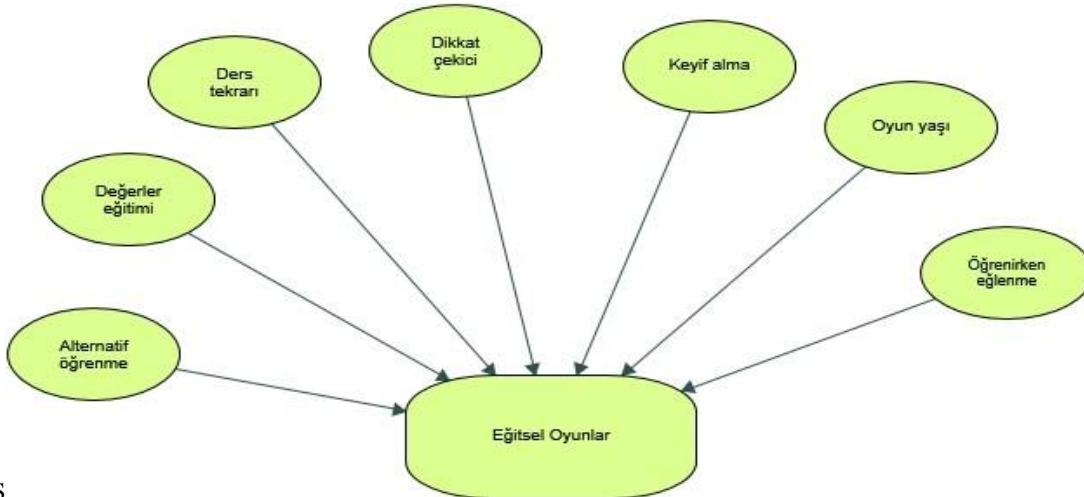 Dikkat
çekici
Keyif alma
Ders
tekrarı
Oyun yaşı
Değerler
eğitimi
Öğrenirken
eğlenme
Alternatif
öğrenme
Eğitsel Oyunlar
Ş